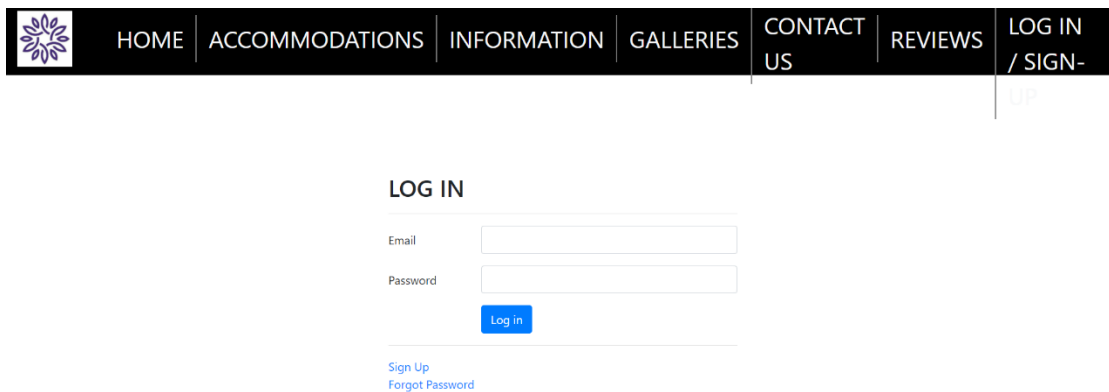 HOME ACCOMMODATIONS INFORMATION GALLERIES CONTACT US REVIEWS LOG IN / SIGN-UP
LOG IN
Email
Password
Log in
Sign Up
Forgot Password